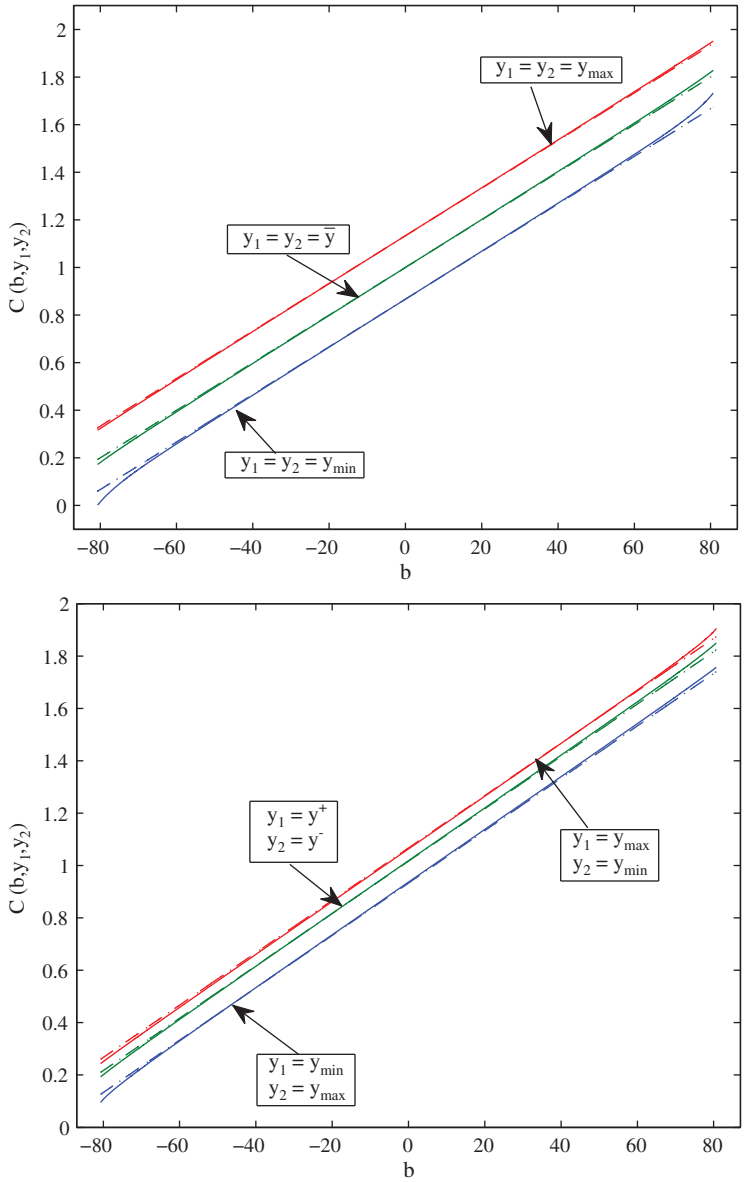 2
1.8
1.6
1.4
1.2
1
0.8
0.6
0.4
0.2
0
C (b,y₁,y₂)
y₁ = y₂ = yₘₐₓ
y₁ = y₂ = y̅
y₁ = y₂ = yₘᵢₙ
−80 −60 −40 −20 0 20 40 60 80
b
2
1.8
1.6
1.4
1.2
1
0.8
0.6
0.4
0.2
0
C (b,y₁,y₂)
y₁ = y⁺
y₂ = y⁻
y₁ = yₘₐₓ
y₂ = yₘᵢₙ
y₁ = yₘᵢₙ
y₂ = yₘₐₓ
−80 −60 −40 −20 0 20 40 60 80
b